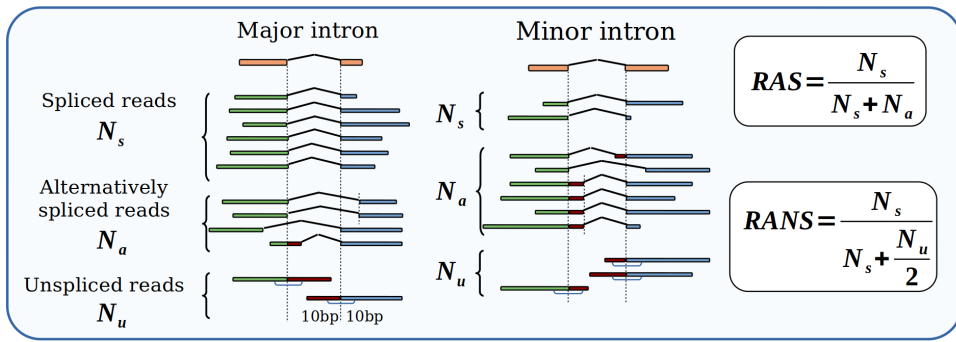 Major intron
Spliced reads
N_s
Alternatively
spliced reads
N_a
Unspliced reads
N_u
10bp 10bp
Minor intron
N_s
N_a
N_u
RAS = N_s / (N_s + N_a)
RANS = N_s / (N_s + N_u / 2)